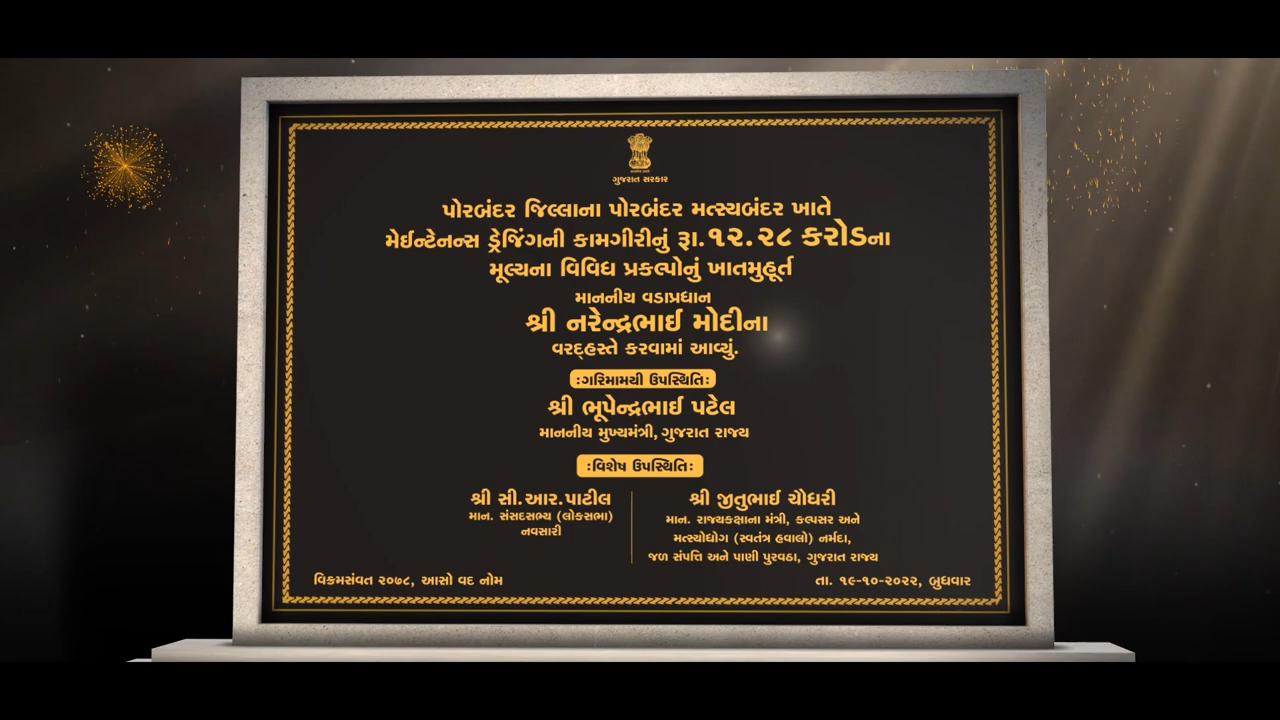 ગુજરાત સરકાર
પોરબંદર જિલ્લાના પોરબંદર મત્સ્યબંદર ખાતે
મેઈન્ટેનન્સ ડ્રેજિંગની કામગીરીનું રૂા. ૧૨.૨૮ કરોડના
મૂલ્યના વિવિધ પ્રકલ્પોનું ખાતમુહૂર્ત
માનનીય વડાપ્રધાન
શ્રી નરેન્દ્રભાઈ મોદીના
વરદ્હસ્તે કરવામાં આવ્યું.
:ગરિમામયી ઉપસ્થિતિ:
શ્રી ભૂપેન્દ્રભાઈ પટેલ
માનનીય મુખ્યમંત્રી, ગુજરાત રાજ્ય
:વિશેષ ઉપસ્થિતિ:
શ્રી સી.આર.પાટીલ
માન. સંસદસભ્ય (લોકસભા)
નવસારી
શ્રી જીતુભાઈ ચૌધરી
માન. રાજ્યકક્ષાના મંત્રી, કલ્પસર અને
મત્સ્યોદ્યોગ (સ્વતંત્ર હવાલો) નર્મદા,
જળ સંપત્તિ અને પાણી પુરવઠા, ગુજરાત રાજ્ય
વિક્રમસંવત ૨૦૭૮, આસો વદ નોમ
તા. ૧૯-૧૦-૨૦૨૨, બુધવાર